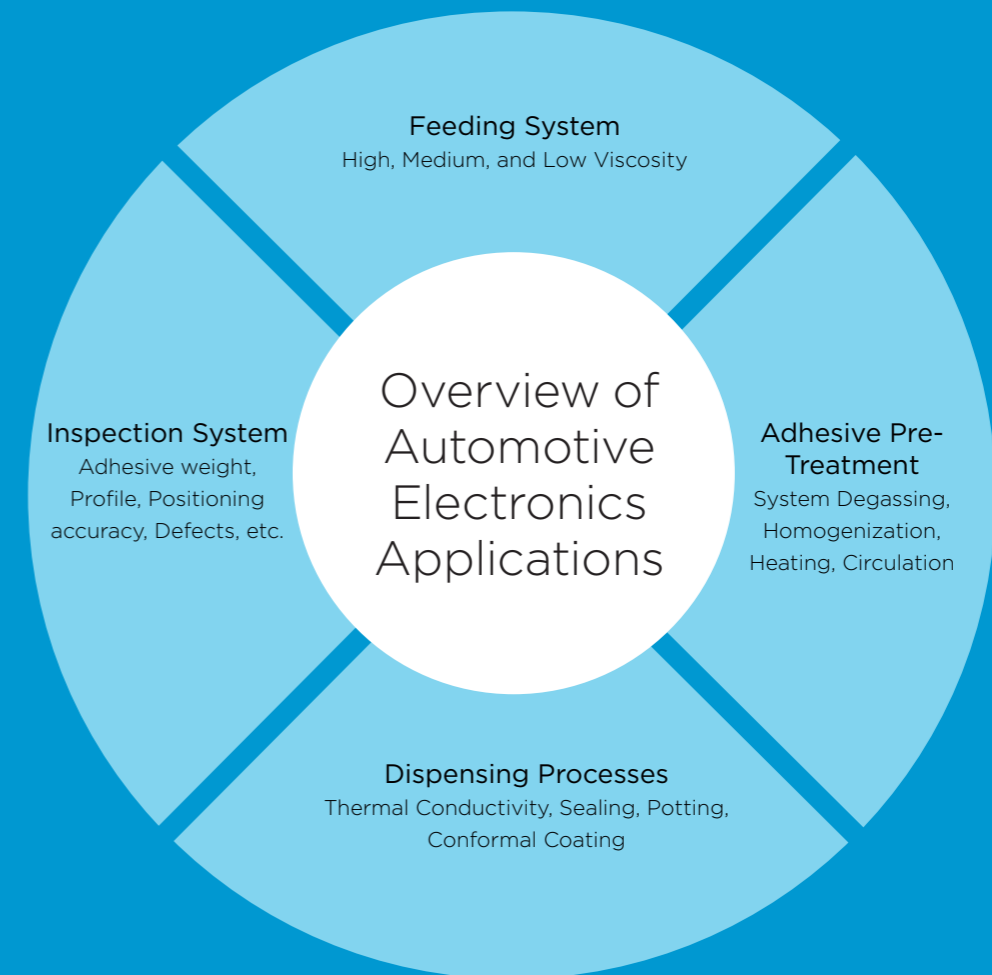 Feeding System
High, Medium, and Low Viscosity
Overview of
Automotive
Electronics
Applications
Inspection System
Adhesive weight,
Profile, Positioning
accuracy, Defects, etc.
Adhesive Pre-
Treatment
System Degassing,
Homogenization,
Heating, Circulation
Dispensing Processes
Thermal Conductivity, Sealing, Potting,
Conformal Coating